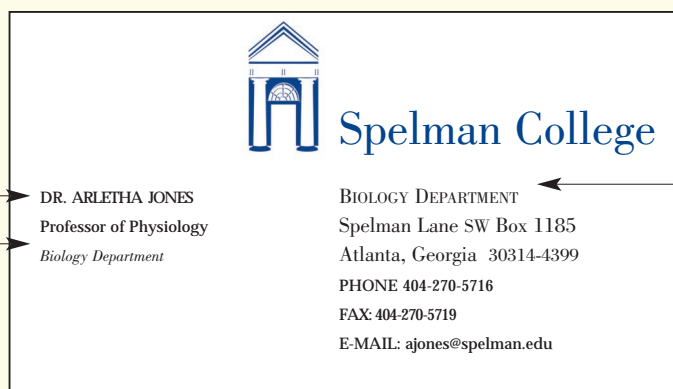 Spelman College
DR. ARLETHA JONES
Professor of Physiology
Biology Department
BIOLOGY DEPARTMENT
Spelman Lane SW Box 1185
Atlanta, Georgia 30314-4399
PHONE 404-270-5716
FAX: 404-270-5719
E-MAIL: ajones@spelman.edu